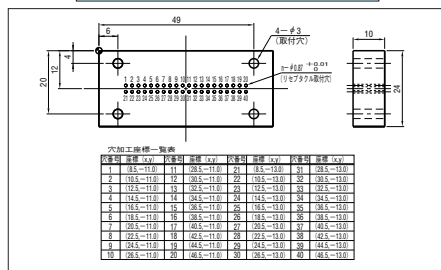 49
6
4-φ3
(取付穴)
10
4
12
20
24
1 2 3 4 5 6 7 8 9 10 11 12 13 14 15 16 17 18 19 20
21 22 23 24 25 26 27 28 29 30 31 32 33 34 35 36 37 38 39 40
n-φ0.87 +0.01 0
(リセプタクル取付穴)
穴加工座標一覧表
穴番号 座標 (x,y) 穴番号 座標 (x,y) 穴番号 座標 (x,y) 穴番号 座標 (x,y)
1 (8.5,-11.0) 11 (28.5,-11.0) 21 (8.5,-13.0) 31 (28.5,-13.0)
2 (10.5,-11.0) 12 (30.5,-11.0) 22 (10.5,-13.0) 32 (30.5,-13.0)
3 (12.5,-11.0) 13 (32.5,-11.0) 23 (12.5,-13.0) 33 (32.5,-13.0)
4 (14.5,-11.0) 14 (34.5,-11.0) 24 (14.5,-13.0) 34 (34.5,-13.0)
5 (16.5,-11.0) 15 (36.5,-11.0) 25 (16.5,-13.0) 35 (36.5,-13.0)
6 (18.5,-11.0) 16 (38.5,-11.0) 26 (18.5,-13.0) 36 (38.5,-13.0)
7 (20.5,-11.0) 17 (40.5,-11.0) 27 (20.5,-13.0) 37 (40.5,-13.0)
8 (22.5,-11.0) 18 (42.5,-11.0) 28 (22.5,-13.0) 38 (42.5,-13.0)
9 (24.5,-11.0) 19 (44.5,-11.0) 29 (24.5,-13.0) 39 (44.5,-13.0)
10 (26.5,-11.0) 20 (46.5,-11.0) 30 (26.5,-13.0) 40 (46.5,-13.0)